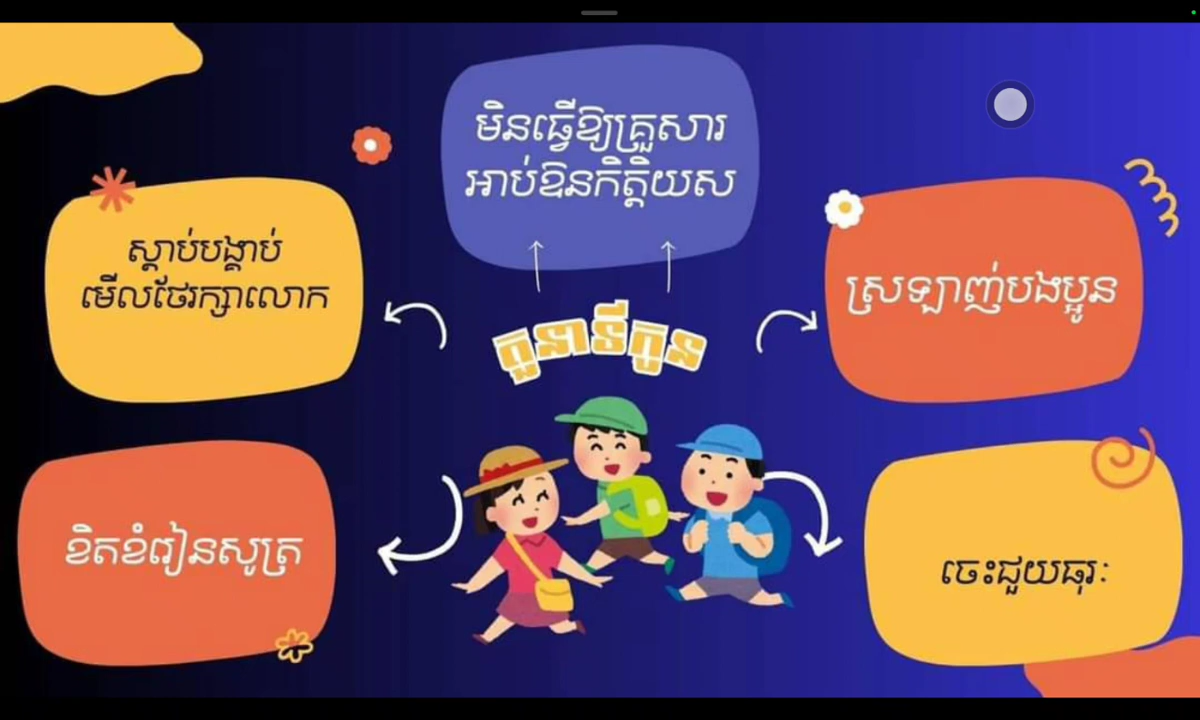 មិនធ្វើឱ្យគ្រួសារ
អាប់ឱនកិត្តិយស
ស្តាប់បង្គាប់
មើលថែរក្សាលោក
ស្រឡាញ់បងប្អូន
តួនាទីកូន
ខិតខំរៀនសូត្រ
ចេះជួយធុរៈ